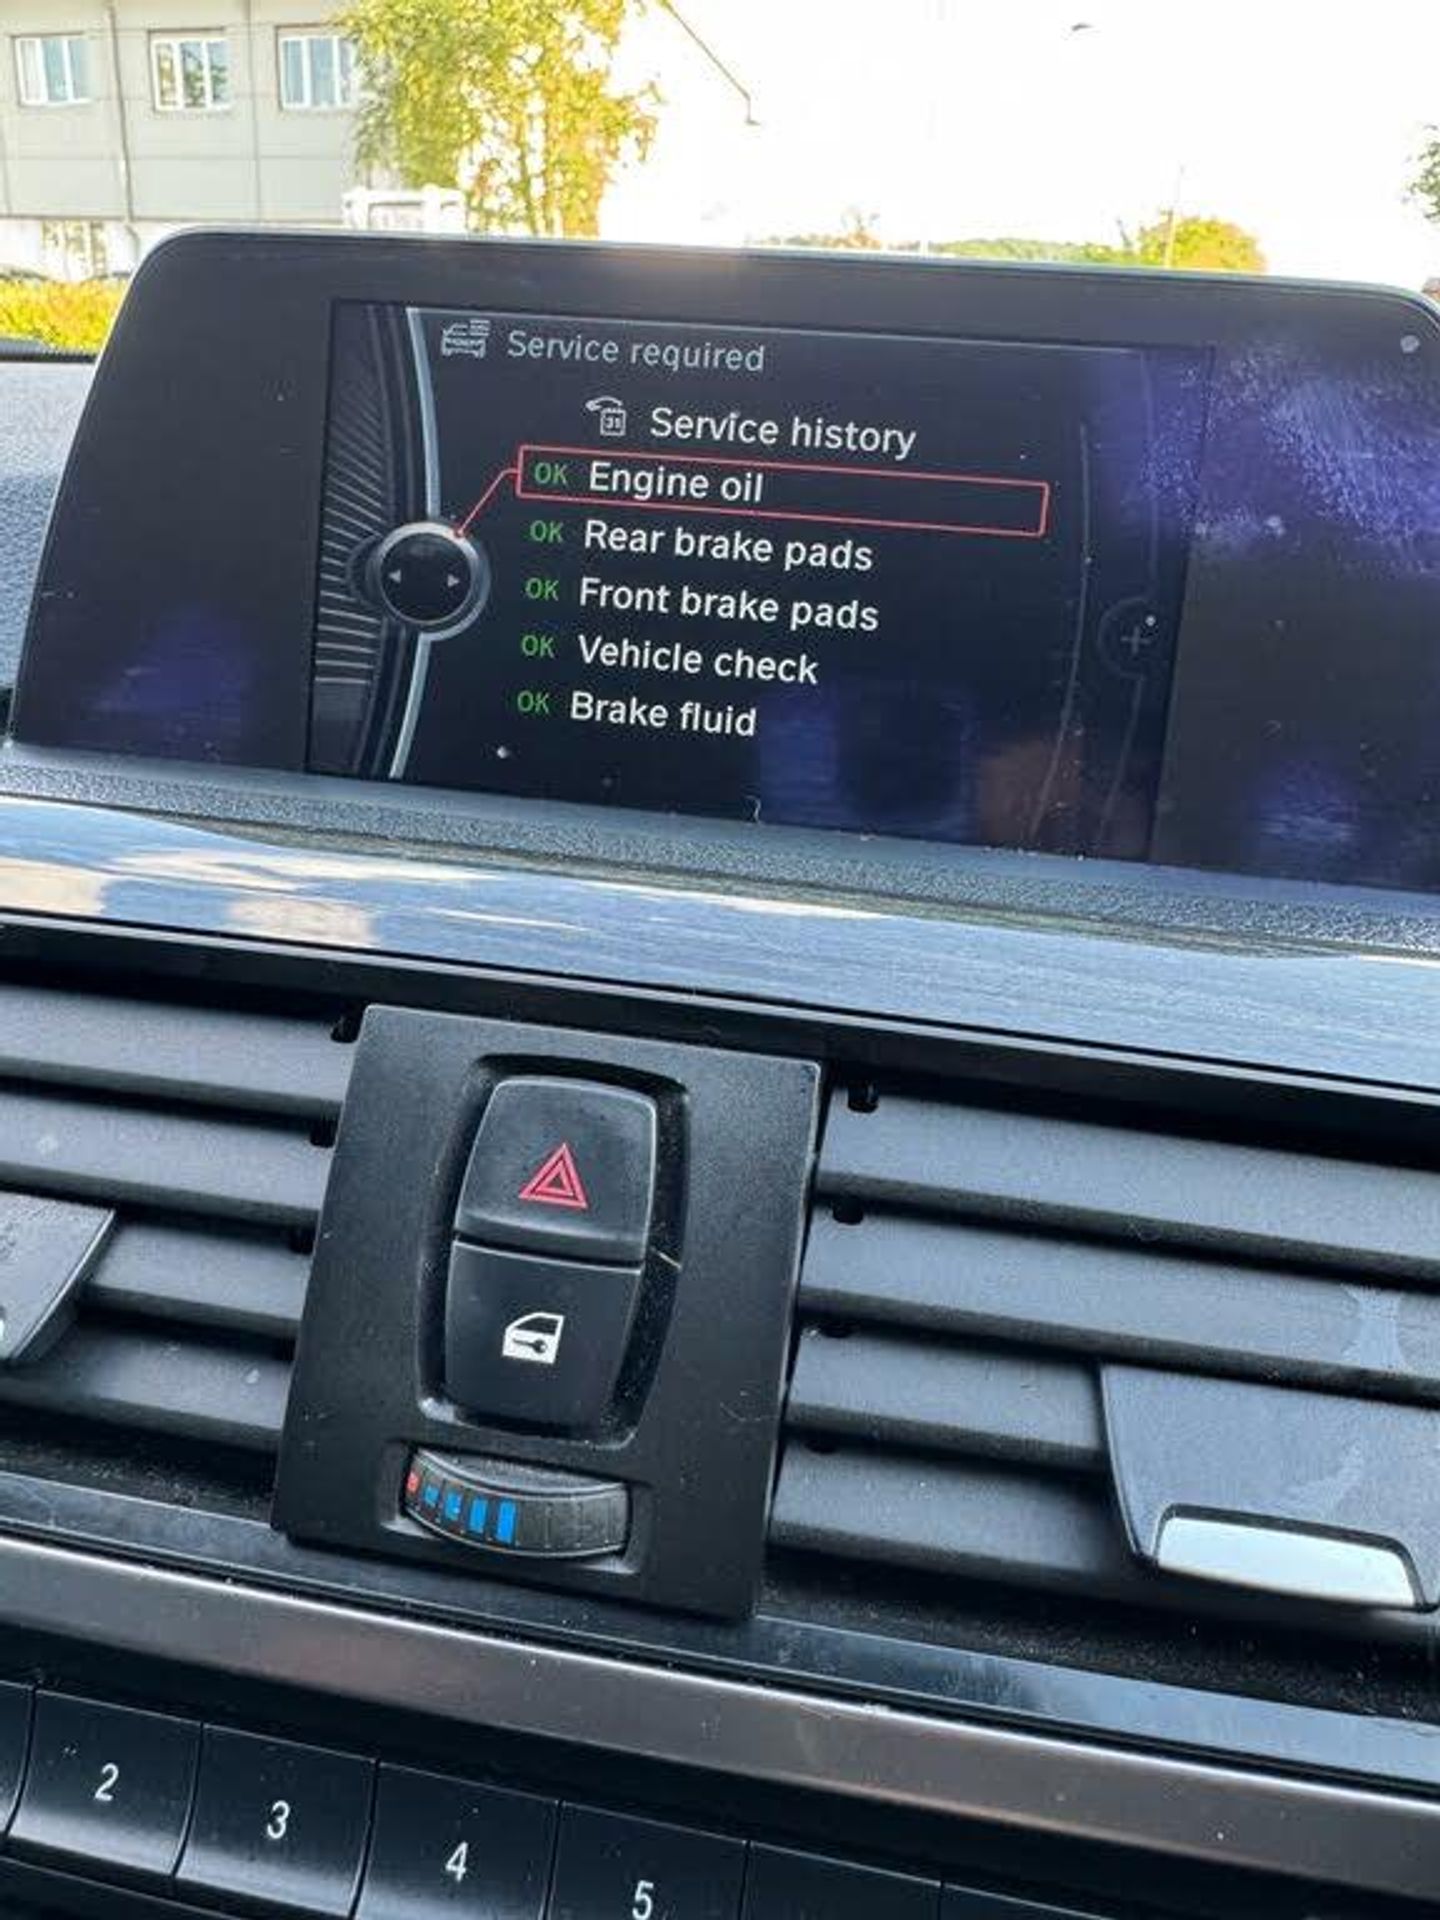 Service required
31 Service history
OK Engine oil
OK Rear brake pads
OK Front brake pads
OK Vehicle check
OK Brake fluid
2
3
4
5